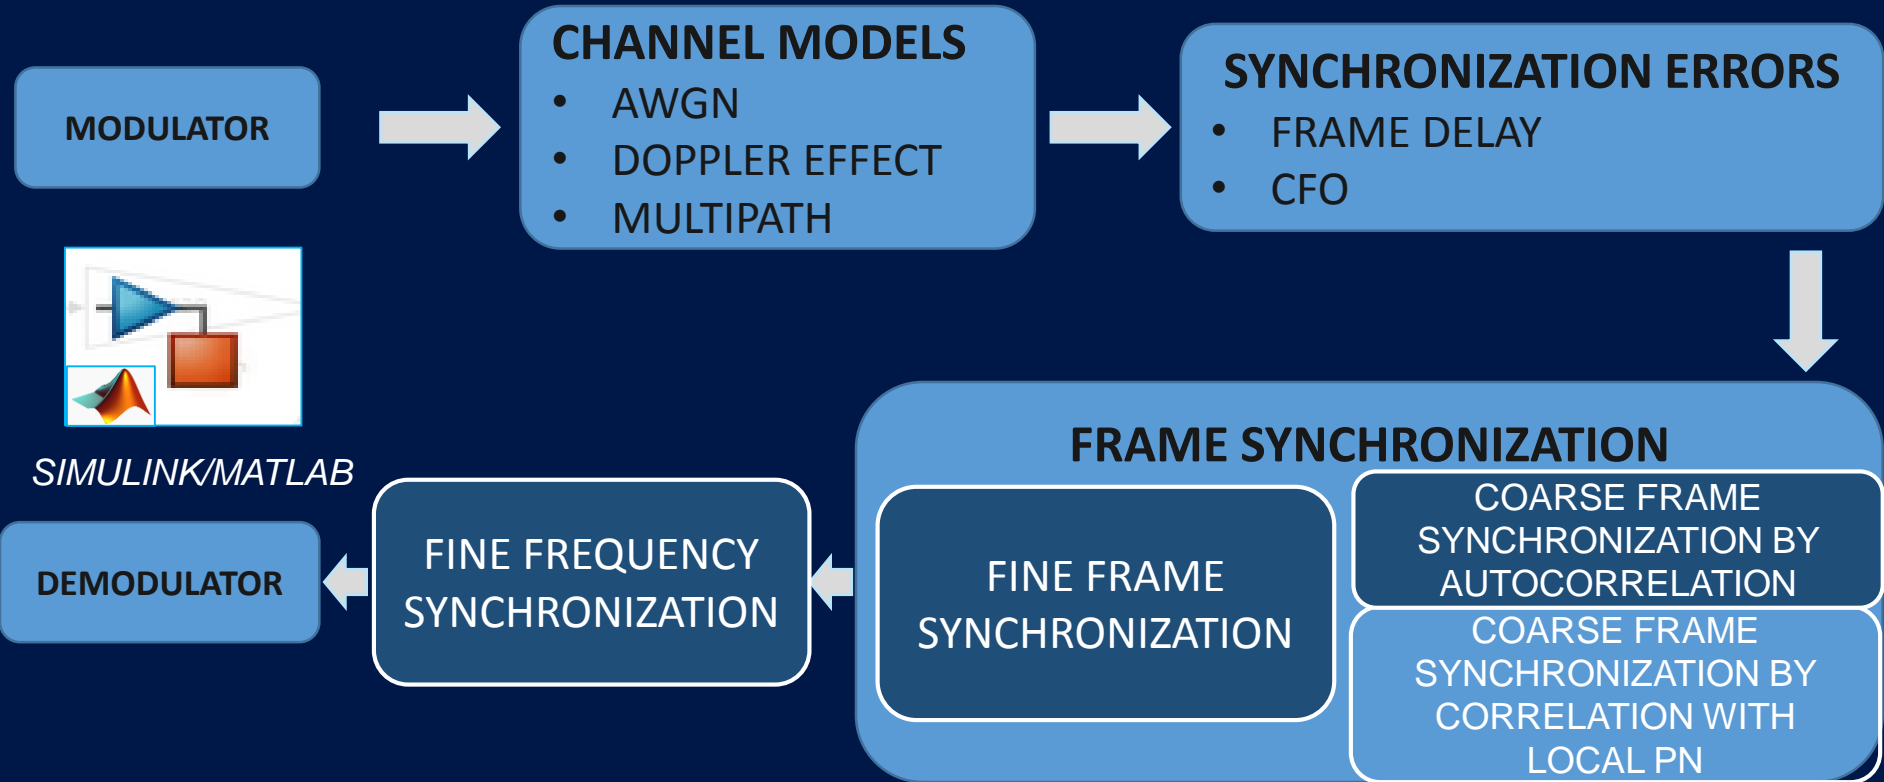 MODULATOR
CHANNEL MODELS
• AWGN
• DOPPLER EFFECT
• MULTIPATH
SYNCHRONIZATION ERRORS
• FRAME DELAY
• CFO
SIMULINK/MATLAB
FRAME SYNCHRONIZATION
COARSE FRAME
SYNCHRONIZATION BY
AUTOCORRELATION
COARSE FRAME
SYNCHRONIZATION BY
CORRELATION WITH
LOCAL PN
FINE FRAME
SYNCHRONIZATION
FINE FREQUENCY
SYNCHRONIZATION
DEMODULATOR